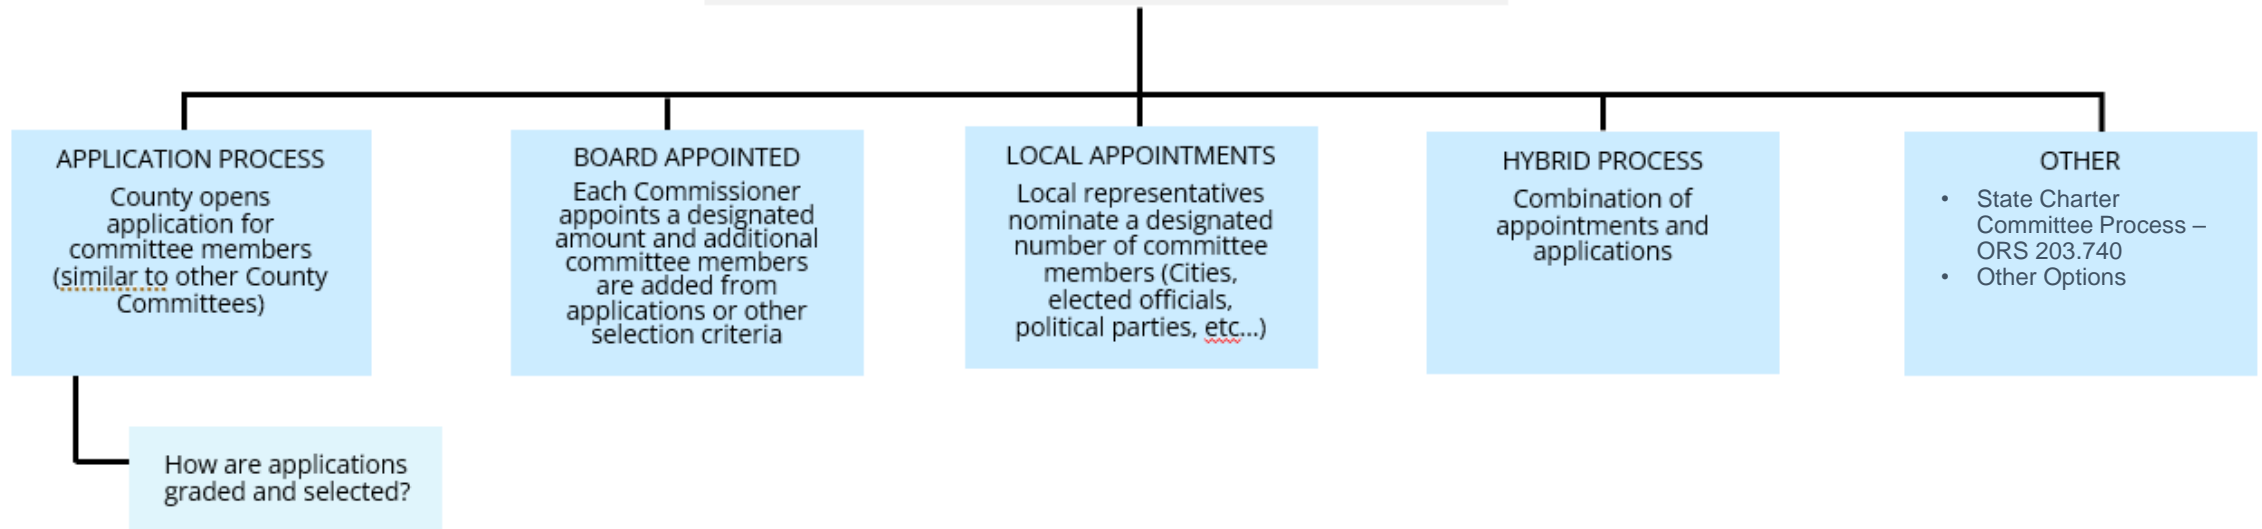 APPLICATION PROCESS
County opens
application for
committee members
(similar to other County
Committees)
BOARD APPOINTED
Each Commissioner
appoints a designated
amount and additional
committee members
are added from
applications or other
selection criteria
LOCAL APPOINTMENTS
Local representatives
nominate a designated
number of committee
members (Cities,
elected officials,
political parties, etc...)
HYBRID PROCESS
Combination of
appointments and
applications
OTHER
• State Charter
Committee Process –
ORS 203.740
• Other Options
How are applications
graded and selected?